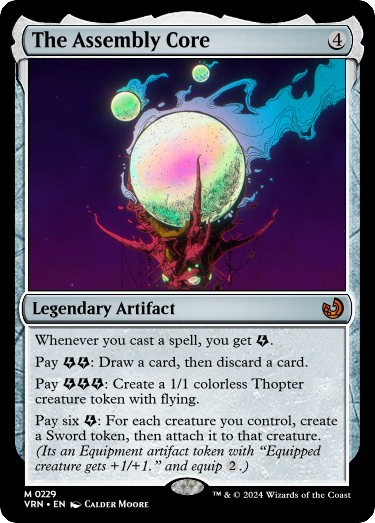 The Assembly Core 4
Legendary Artifact
Whenever you cast a spell, you get.
Pay: Draw a card, then discard a card.
Pay: Create a 1/1 colorless Thopter
creature token with flying.
Pay six: For each creature you control, create
a Sword token, then attach it to that creature.
(Its an Equipment artifact token with “Equipped
creature gets +1/+1.” and equip 2.)
M 0229
VRN • EN Calder Moore
™ & © 2024 Wizards of the Coast